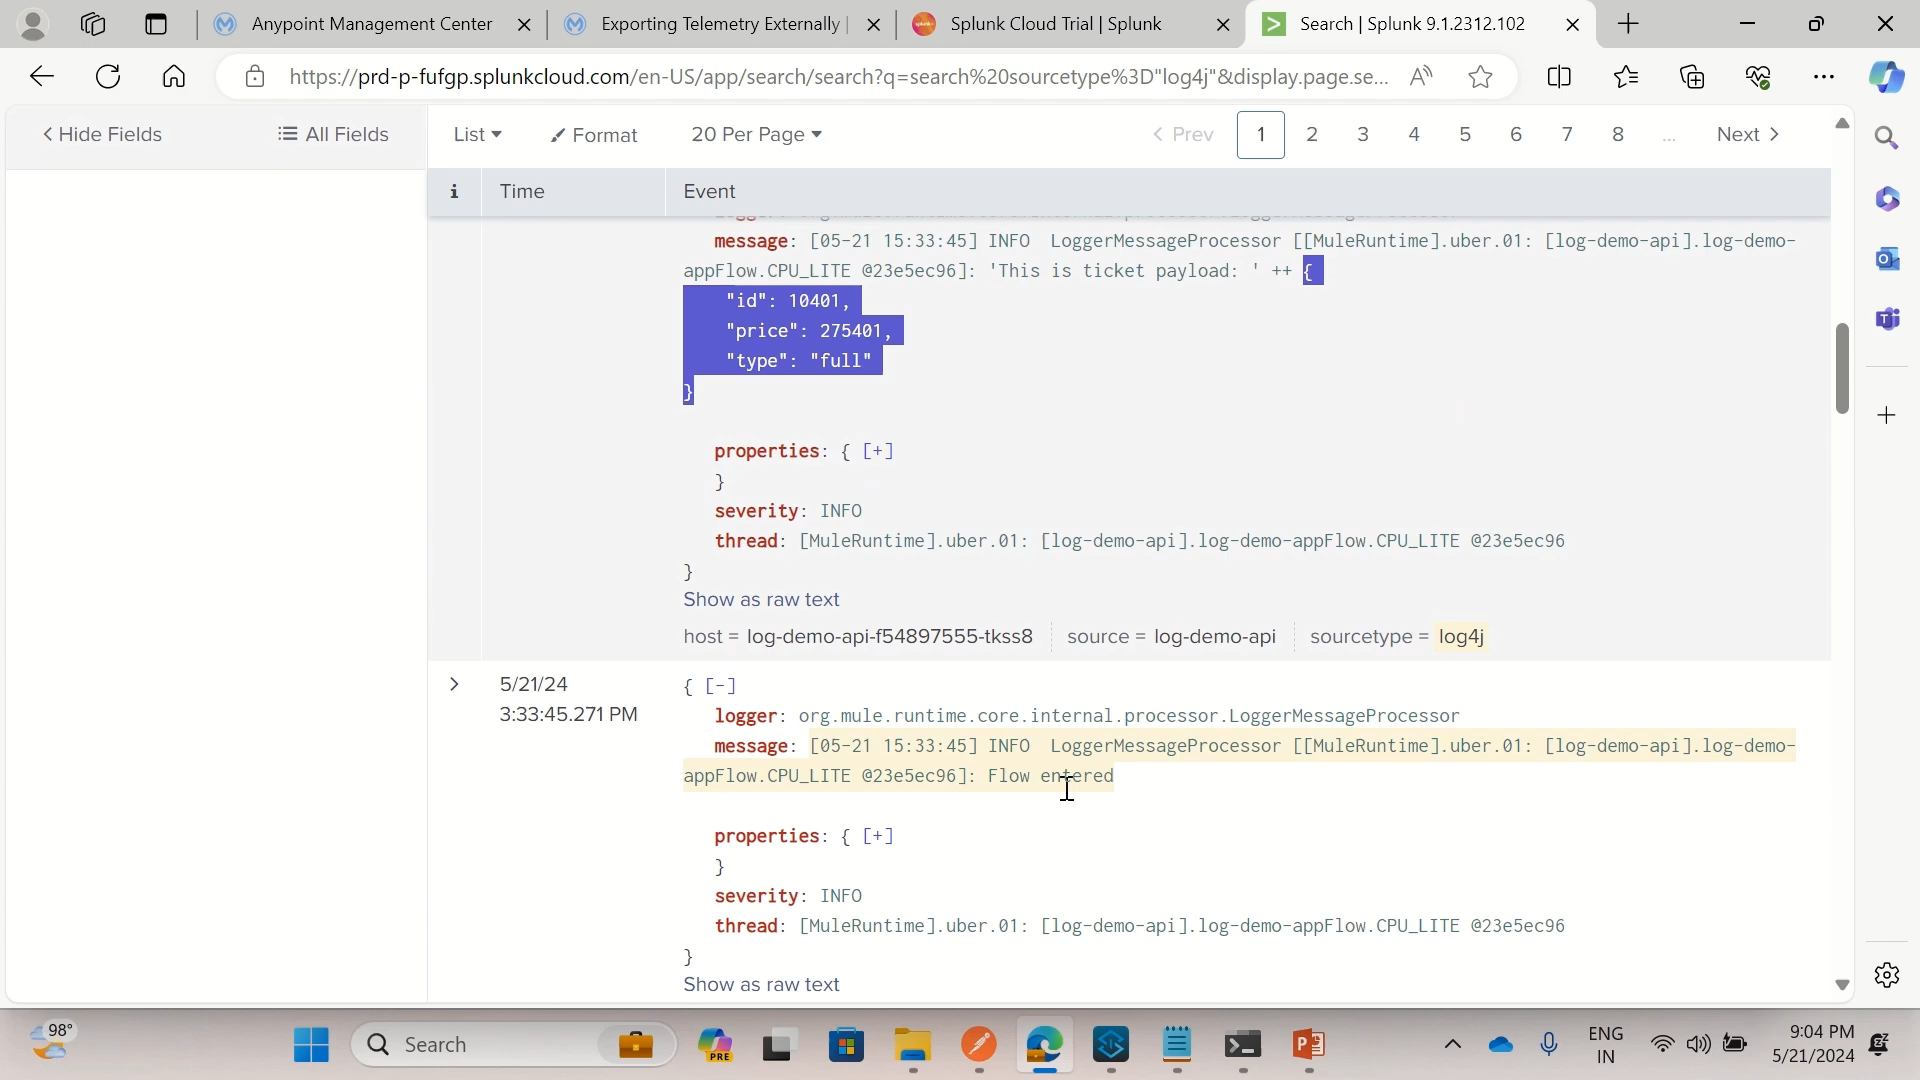 Anypoint Management Center
Exporting Telemetry Externally |
Splunk Cloud Trial | Splunk
Search | Splunk 9.1.2312.102
https://prd-p-fufgp.splunkcloud.com/en-US/app/search/search?q=search%20sourcetype%3D"log4j"&display.page.se...
< Hide Fields
All Fields
List
Format
20 Per Page
< Prev 1 2 3 4 5 6 7 8 ... Next >
i Time Event
message: [05-21 15:33:45] INFO LoggerMessageProcessor [[MuleRuntime].uber.01: [log-demo-api].log-demo-
appFlow.CPU_LITE @23e5ec96]: 'This is ticket payload: ' ++ {
"id": 10401,
"price": 275401,
"type": "full"
}
properties: { [+]
}
severity: INFO
thread: [MuleRuntime].uber.01: [log-demo-api].log-demo-appFlow.CPU_LITE @23e5ec96
}
Show as raw text
host = log-demo-api-f54897555-tkss8 source = log-demo-api sourcetype = log4j
> 5/21/24
3:33:45.271 PM
{ [-]
logger: org.mule.runtime.core.internal.processor.LoggerMessageProcessor
message: [05-21 15:33:45] INFO LoggerMessageProcessor [[MuleRuntime].uber.01: [log-demo-api].log-demo-
appFlow.CPU_LITE @23e5ec96]: Flow entered
properties: { [+]
}
severity: INFO
thread: [MuleRuntime].uber.01: [log-demo-api].log-demo-appFlow.CPU_LITE @23e5ec96
}
Show as raw text
98°
Search
PRE
ENG
IN
9:04 PM
5/21/2024